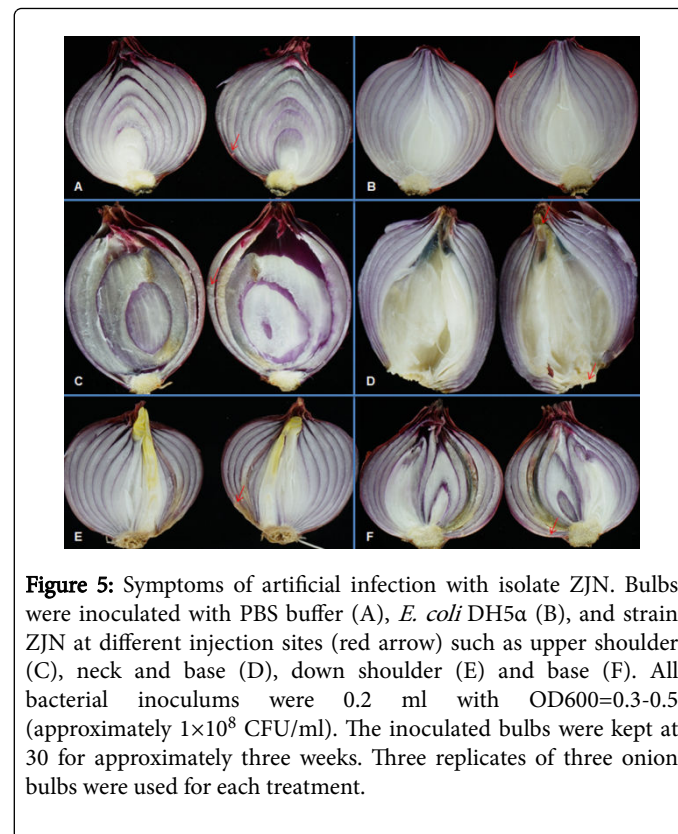 A
B
C
D
E
F
Figure 5: Symptoms of artificial infection with isolate ZJN. Bulbs
were inoculated with PBS buffer (A), E. coli DH5α (B), and strain
ZJN at different injection sites (red arrow) such as upper shoulder
(C), neck and base (D), down shoulder (E) and base (F). All
bacterial inoculums were 0.2 ml with OD600=0.3-0.5
(approximately 1×10⁸ CFU/ml). The inoculated bulbs were kept at
30 for approximately three weeks. Three replicates of three onion
bulbs were used for each treatment.